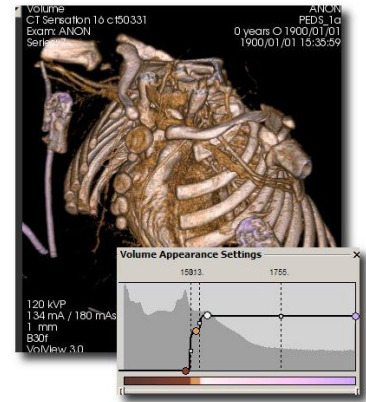 Volume
CT Sensation 16 ct50331
Exam: ANON
ANON
PEDS_1a
0 years O 1900/01/01
1900/01/01 15:35:59
Volume Appearance Settings
1755.
120 kVP
134 mA / 180 mAs
1 mm
B30f
VolView 3.0